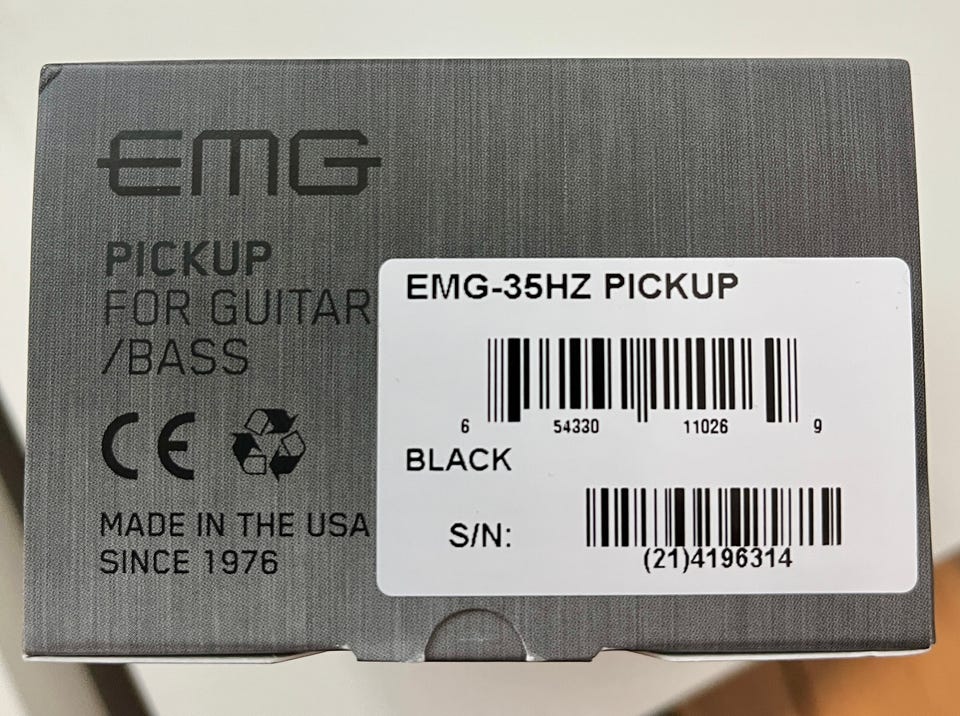 EMG
PICKUP
FOR GUITAR
/BASS
CE
MADE IN THE USA
SINCE 1976
EMG-35HZ PICKUP
6 54330 11026 9
BLACK
S/N:
(21)4196314